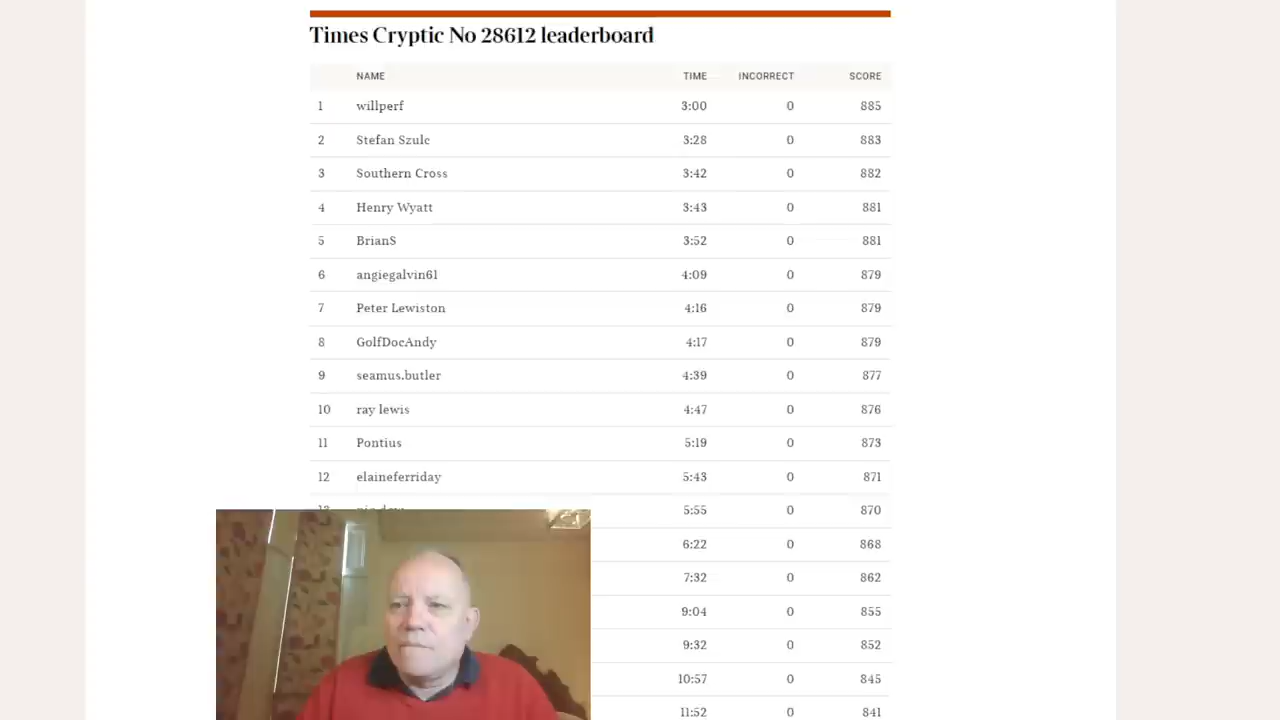 Times Cryptic No 28612 leaderboard
NAME TIME INCORRECT SCORE
1 willperf 3:00 0 885
2 Stefan Szulc 3:28 0 883
3 Southern Cross 3:42 0 882
4 Henry Wyatt 3:43 0 881
5 BrianS 3:52 0 881
6 angiegalvin61 4:09 0 879
7 Peter Lewiston 4:16 0 879
8 GolfDocAndy 4:17 0 879
9 seamus.butler 4:39 0 877
10 ray lewis 4:47 0 876
11 Pontius 5:19 0 873
12 elaineferriday 5:43 0 871
13 5:55 0 870
6:22 0 868
7:32 0 862
9:04 0 855
9:32 0 852
10:57 0 845
11:52 0 841